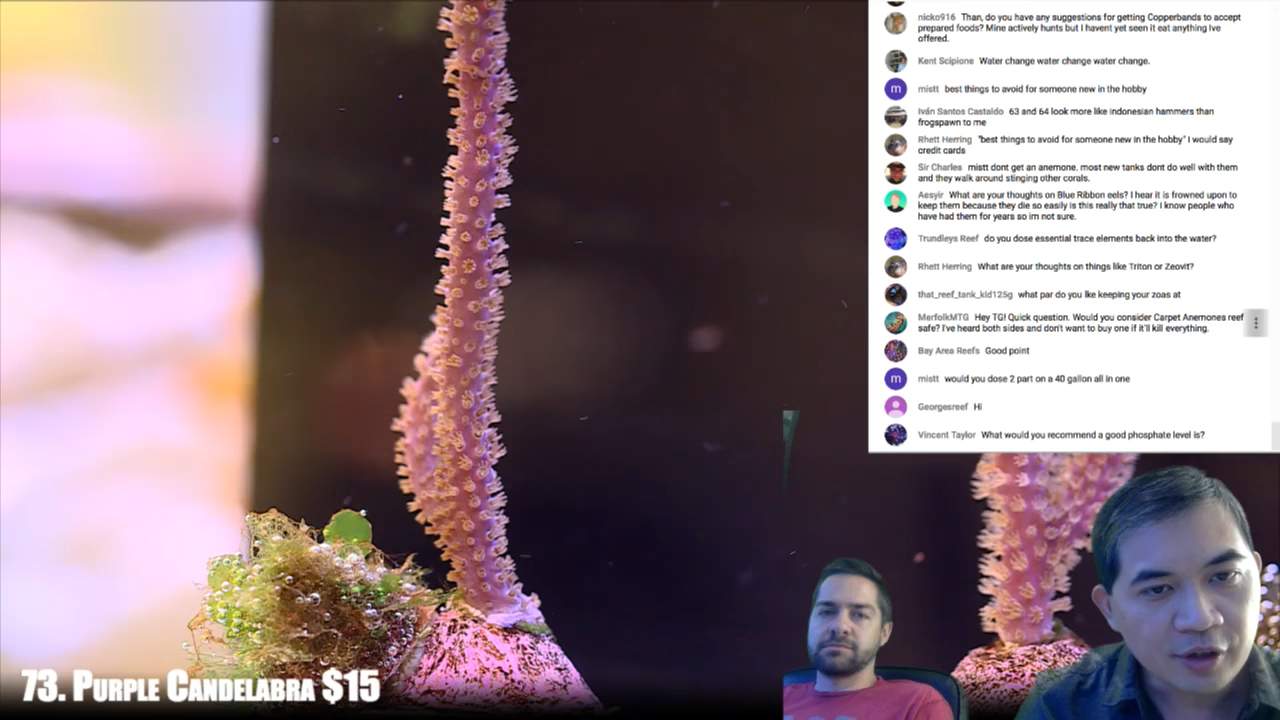 nicko916 Than, do you have any suggestions for getting Copperbands to accept
prepared foods? Mine actively hunts but I havent yet seen it eat anything Ive
offered.
Kent Scipione Water change water change water change.
m mistt best things to avoid for someone new in the hobby
Iván Santos Castaldo 63 and 64 look more like indonesian hammers than
frogspawn to me
Rhett Herring "best things to avoid for someone new in the hobby" I would say
credit cards
Sir Charles mistt dont get an anemone. most new tanks dont do well with them
and they walk around stinging other corals.
Aesyir What are your thoughts on Blue Ribbon eels? I hear it is frowned upon to
keep them because they die so easily is this really that true? I know people who
have had them for years so im not sure.
Trundleys Reef do you dose essential trace elements back into the water?
Rhett Herring What are your thoughts on things like Triton or Zeovit?
that_reef_tank_kid125g what par do you lke keeping your zoas at
MerfolkMTG Hey TG! Quick question. Would you consider Carpet Anemones reef
safe? I've heard both sides and don't want to buy one if it'll kill everything.
Bay Area Reefs Good point
m mistt would you dose 2 part on a 40 gallon all in one
Georgesreef Hi
Vincent Taylor What would you recommend a good phosphate level is?
73. Purple Candelabra $15